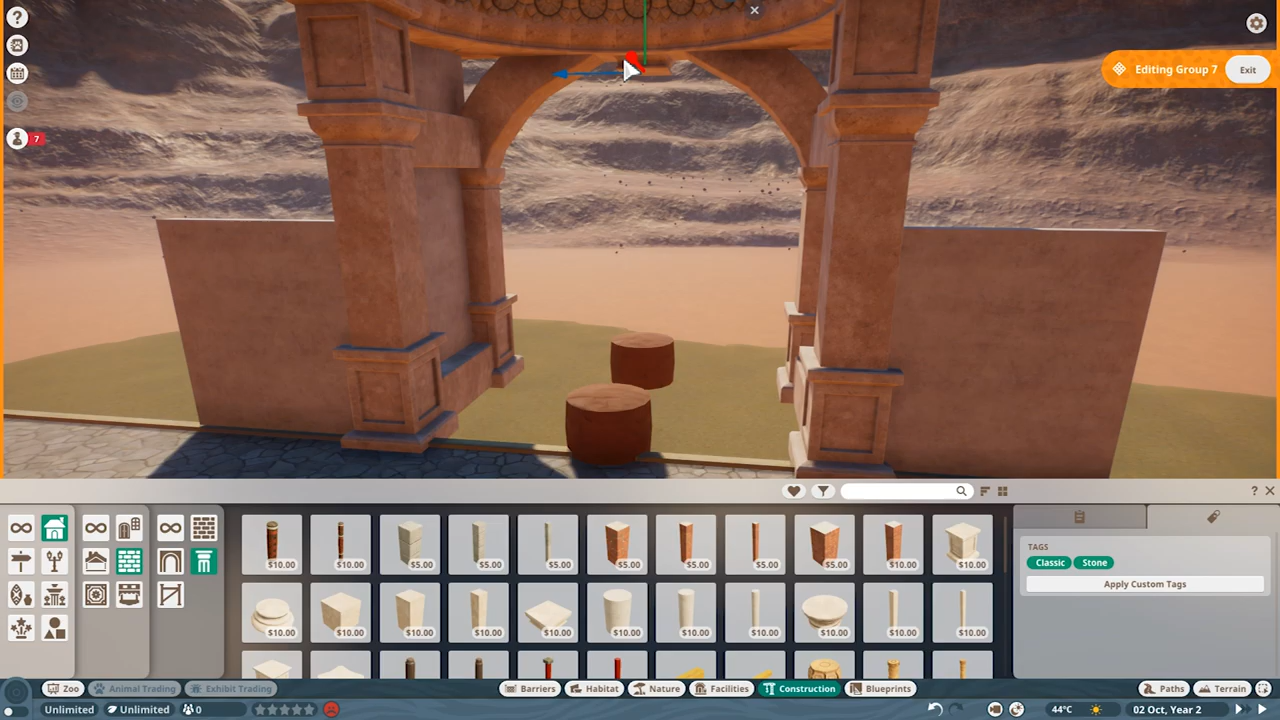 ?
Editing Group 7
Exit
7
? 
TAGS
Classic Stone
Apply Custom Tags
$10.00 $10.00 $5.00 $5.00 $5.00 $5.00 $5.00 $5.00 $5.00 $10.00 $10.00
$10.00 $10.00 $10.00 $10.00 $10.00 $10.00 $10.00 $10.00 $10.00 $10.00 $10.00
Zoo Animal Trading Exhibit Trading Barriers Habitat Nature Facilities Construction Blueprints Paths Terrain
Unlimited Unlimited 0 44°C 02 Oct, Year 2